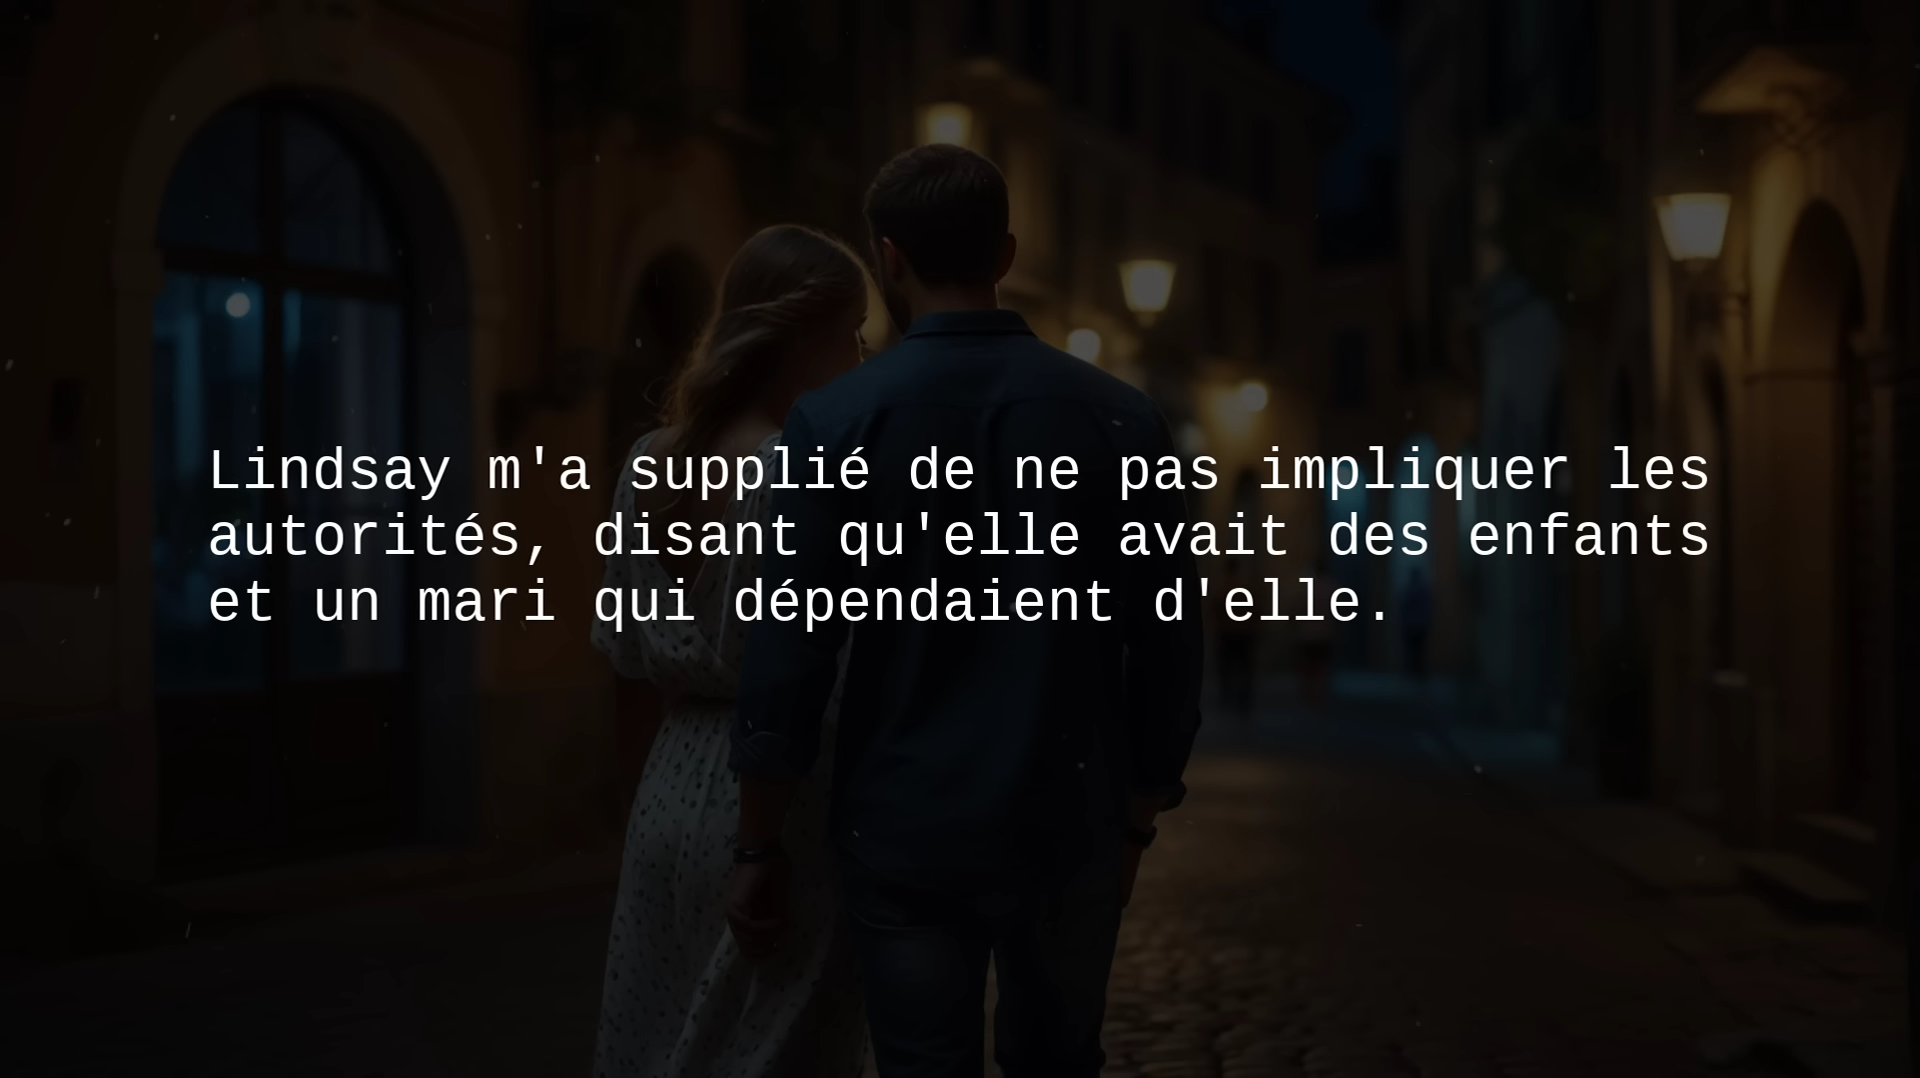 Lindsay m'a supplié de ne pas impliquer les
autorités, disant qu'elle avait des enfants
et un mari qui dépendaient d'elle.